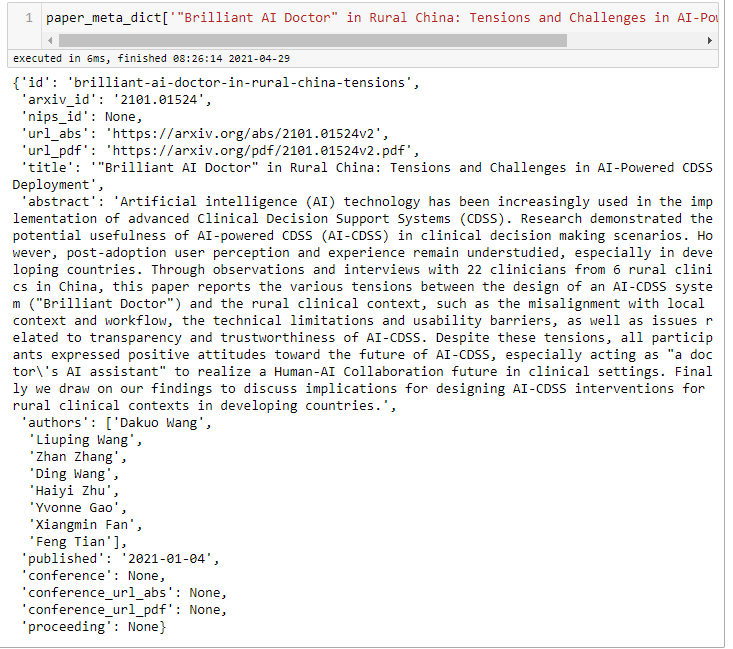 1 paper_meta_dict['"Brilliant AI Doctor" in Rural China: Tensions and Challenges in AI-Pow
executed in 6ms, finished 08:26:14 2021-04-29
{'id': 'brilliant-ai-doctor-in-rural-china-tensions',
'arxiv_id': '2101.01524',
'nips_id': None,
'url_abs': 'https://arxiv.org/abs/2101.01524v2',
'url_pdf': 'https://arxiv.org/pdf/2101.01524v2.pdf',
'title': '"Brilliant AI Doctor" in Rural China: Tensions and Challenges in AI-Powered CDSS
Deployment',
'abstract': 'Artificial intelligence (AI) technology has been increasingly used in the imp
lementation of advanced Clinical Decision Support Systems (CDSS). Research demonstrated the
potential usefulness of AI-powered CDSS (AI-CDSS) in clinical decision making scenarios. Ho
wever, post-adoption user perception and experience remain understudied, especially in deve
loping countries. Through observations and interviews with 22 clinicians from 6 rural clini
cs in China, this paper reports the various tensions between the design of an AI-CDSS syste
m ("Brilliant Doctor") and the rural clinical context, such as the misalignment with local
context and workflow, the technical limitations and usability barriers, as well as issues r
elated to transparency and trustworthiness of AI-CDSS. Despite these tensions, all particip
ants expressed positive attitudes toward the future of AI-CDSS, especially acting as "a doc
tor\'s AI assistant" to realize a Human-AI Collaboration future in clinical settings. Final
ly we draw on our findings to discuss implications for designing AI-CDSS interventions for
rural clinical contexts in developing countries.',
'authors': ['Dakuo Wang',
'Liuping Wang',
'Zhan Zhang',
'Ding Wang',
'Haiyi Zhu',
'Yvonne Gao',
'Xiangmin Fan',
'Feng Tian'],
'published': '2021-01-04',
'conference': None,
'conference_url_abs': None,
'conference_url_pdf': None,
'proceeding': None}